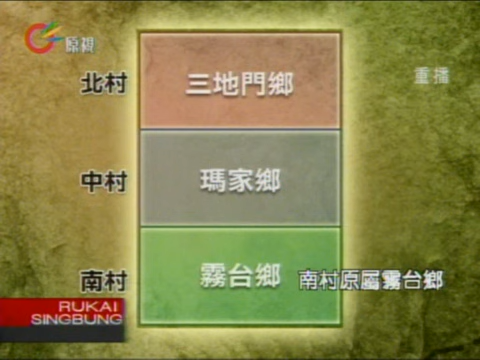 原視
重播
北村 三地門鄉
中村 瑪家鄉
南村 霧台鄉 南村原屬霧台鄉
RUKAI
SINGBUNG